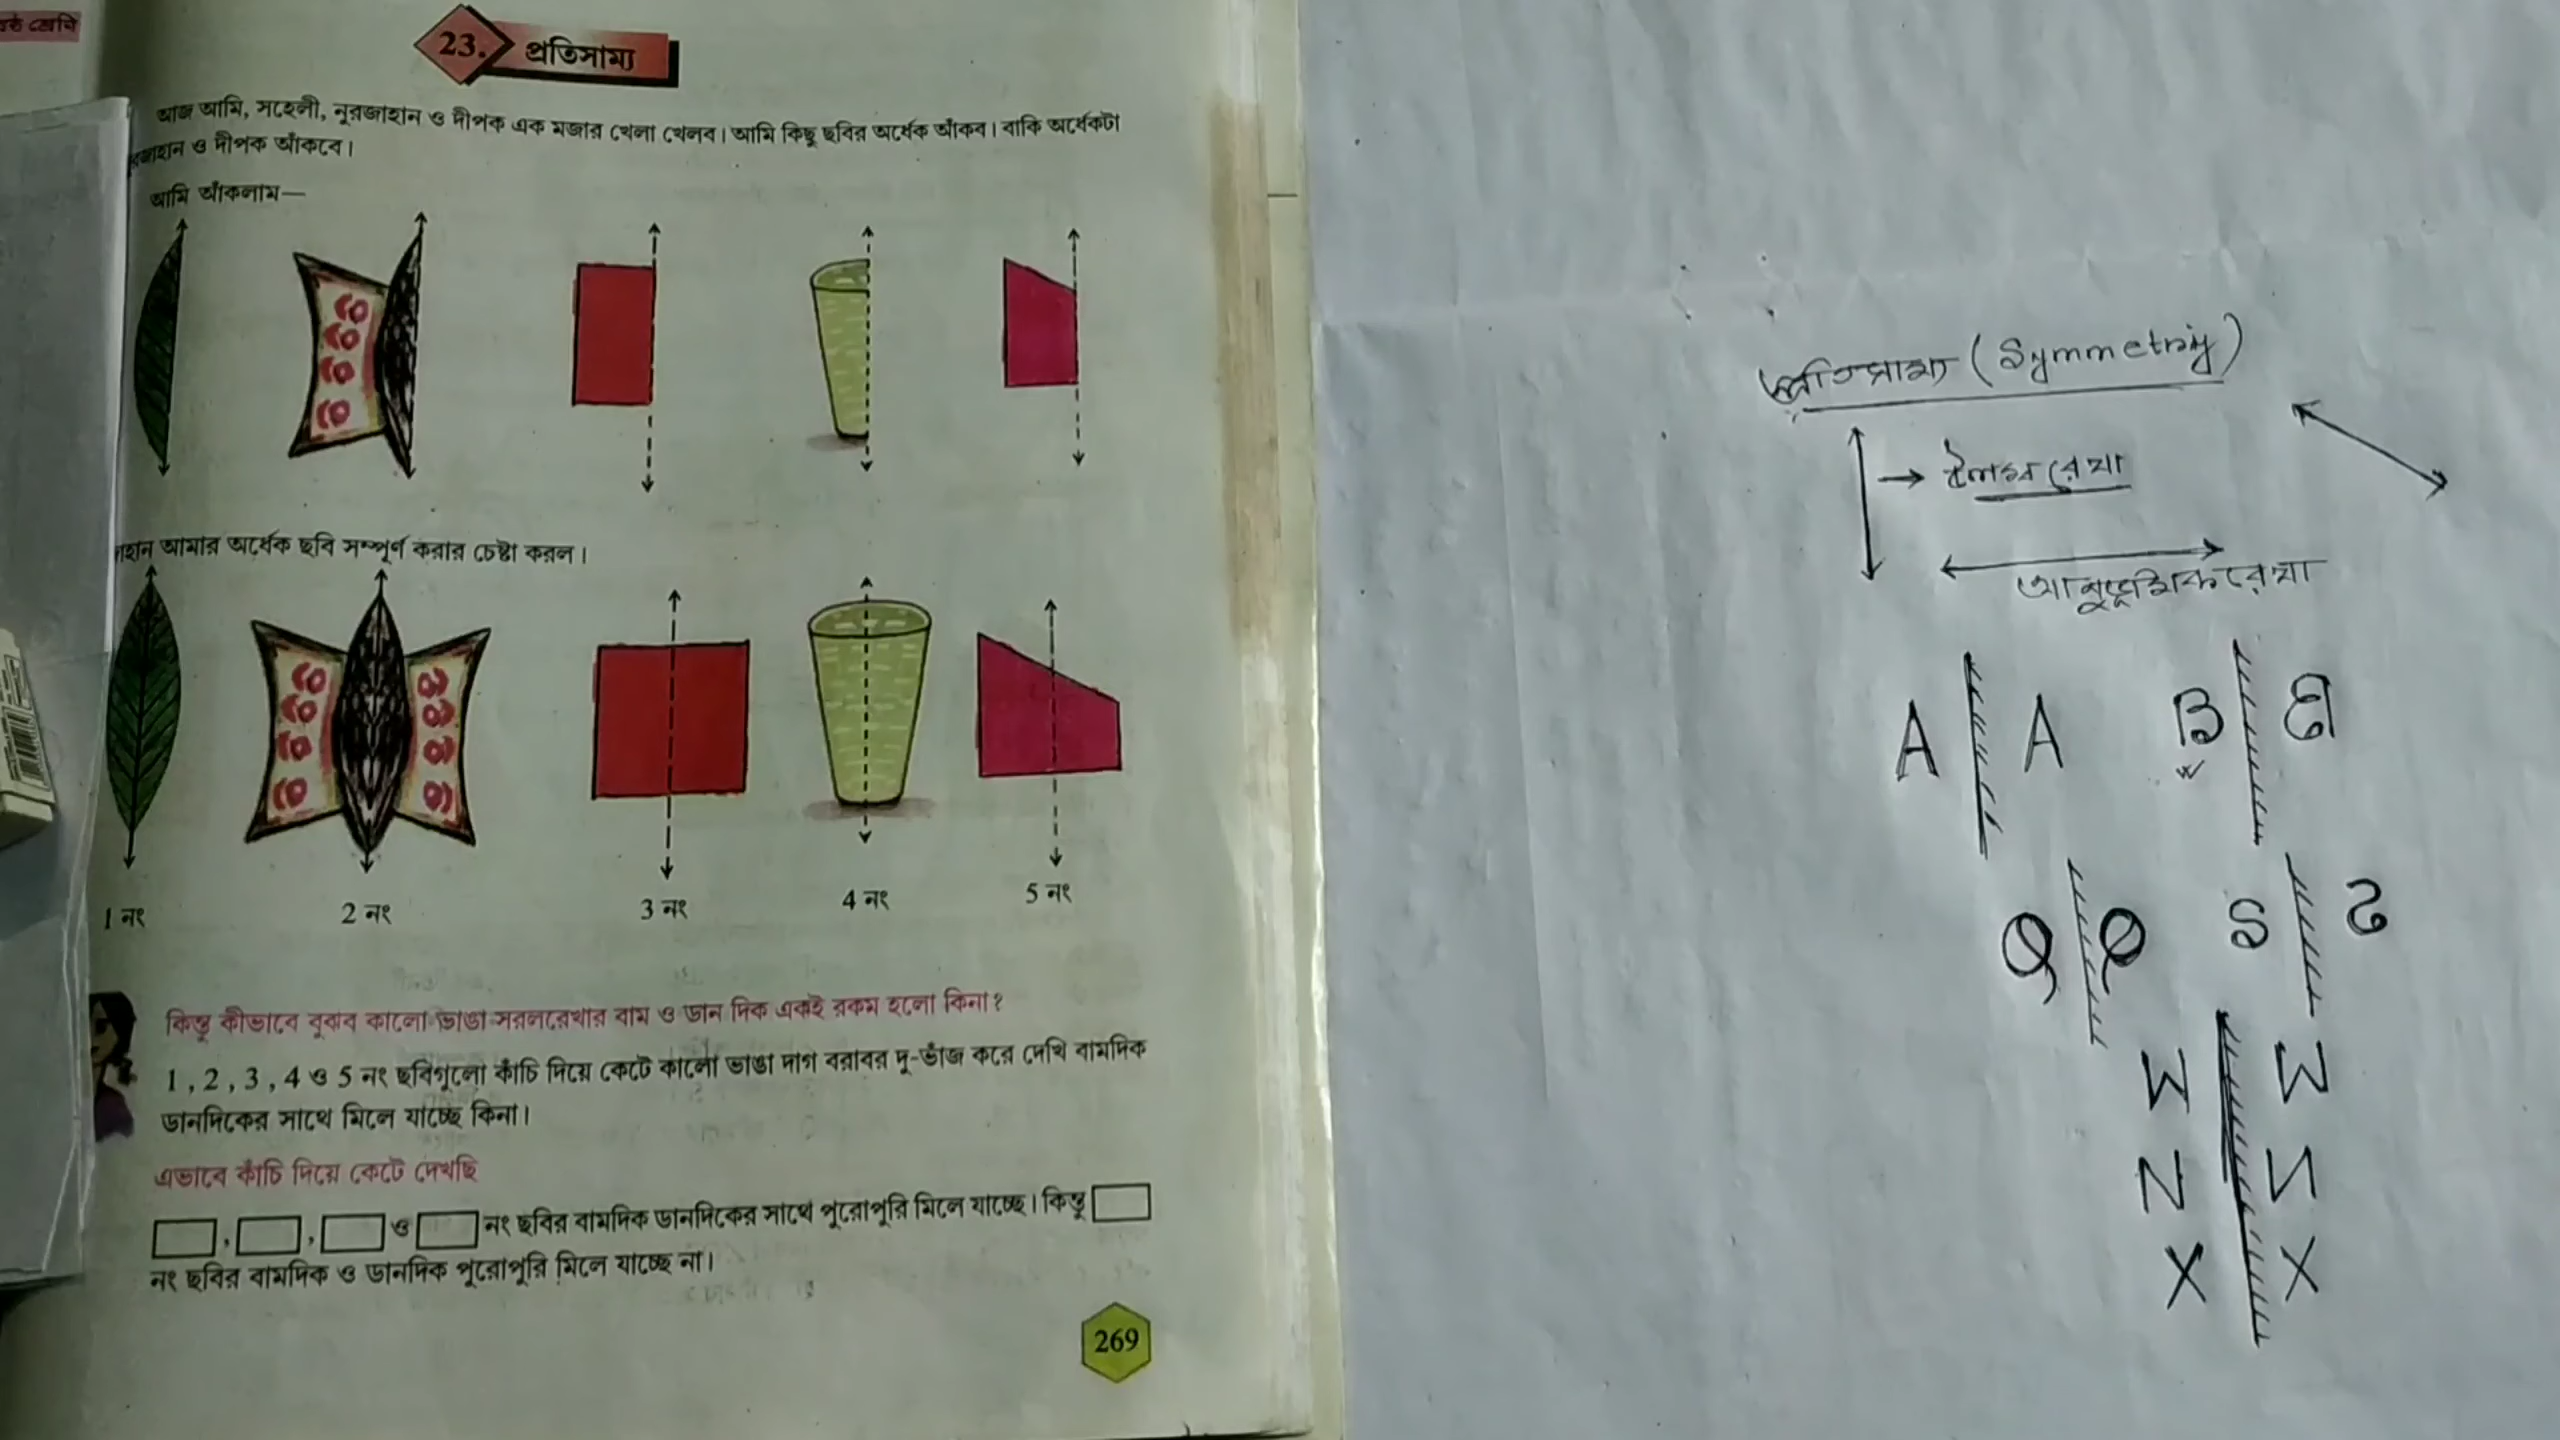 ষষ্ঠ শ্রেণি
23. প্রতিসাম্য
আজ আমি, সহেলী, নুরজাহান ও দীপক এক মজার খেলা খেলব। আমি কিছু ছবির অর্ধেক আঁকব। বাকি অর্ধেকটা
ও দীপক আঁকবে।
আমি আঁকলাম—
আমার অর্ধেক ছবি সম্পূর্ণ করার চেষ্টা করল।
1 নং 2 নং 3 নং 4 নং 5 নং
কিন্তু কীভাবে বুঝব কালো ভাঙা সরলরেখার বাম ও ডান দিক একই রকম হলো কিনা?
1 , 2 , 3 , 4 ও 5 নং ছবিগুলো কাঁচি দিয়ে কেটে কালো ভাঙা দাগ বরাবর দু-ভাঁজ করে দেখি বামদিক
ডানদিকের সাথে মিলে যাচ্ছে কিনা।
এভাবে কাঁচি দিয়ে কেটে দেখছি
, , ও নং ছবির বামদিক ডানদিকের সাথে পুরোপুরি মিলে যাচ্ছে। কিন্তু
নং ছবির বামদিক ও ডানদিক পুরোপুরি মিলে যাচ্ছে না।
269
প্রতিসাম্য (Symmetry)
উলম্ব রেখা
আনুভূমিক রেখা
A A B
Q S
W
N
X X